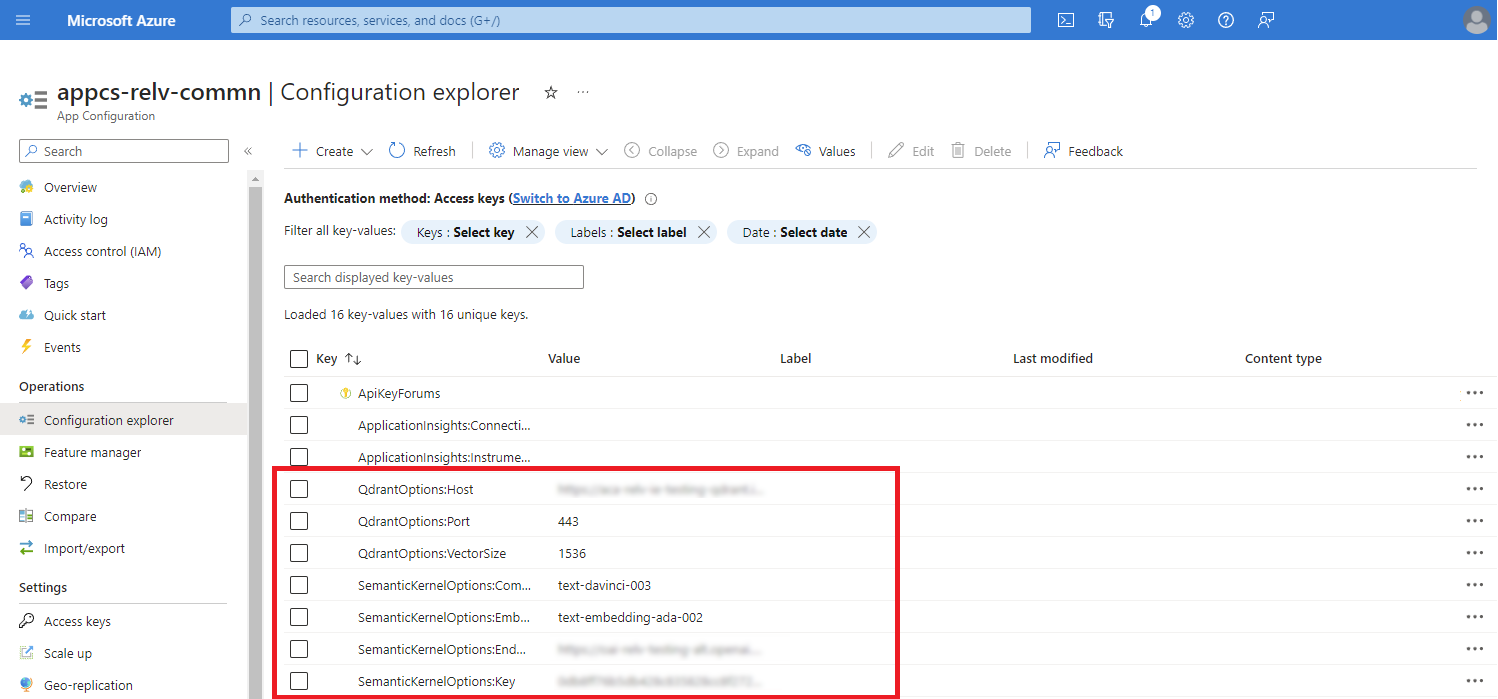 Microsoft Azure
Search resources, services, and docs (G+/)
1
appcs-relv-commn | Configuration explorer
App Configuration
Search
Overview
Activity log
Access control (IAM)
Tags
Quick start
Events
Operations
Configuration explorer
Feature manager
Restore
Compare
Import/export
Settings
Access keys
Scale up
Geo-replication
Create Refresh Manage view Collapse Expand Values Edit Delete Feedback
Authentication method: Access keys (Switch to Azure AD)
Filter all key-values: Keys : Select key Labels : Select label Date : Select date
Search displayed key-values
Loaded 16 key-values with 16 unique keys.
Key Value Label Last modified Content type
ApiKeyForums
ApplicationInsights:Connecti...
ApplicationInsights:Instrume...
QdrantOptions:Host
QdrantOptions:Port 443
QdrantOptions:VectorSize 1536
SemanticKernelOptions:Com... text-davinci-003
SemanticKernelOptions:Emb... text-embedding-ada-002
SemanticKernelOptions:End...
SemanticKernelOptions:Key